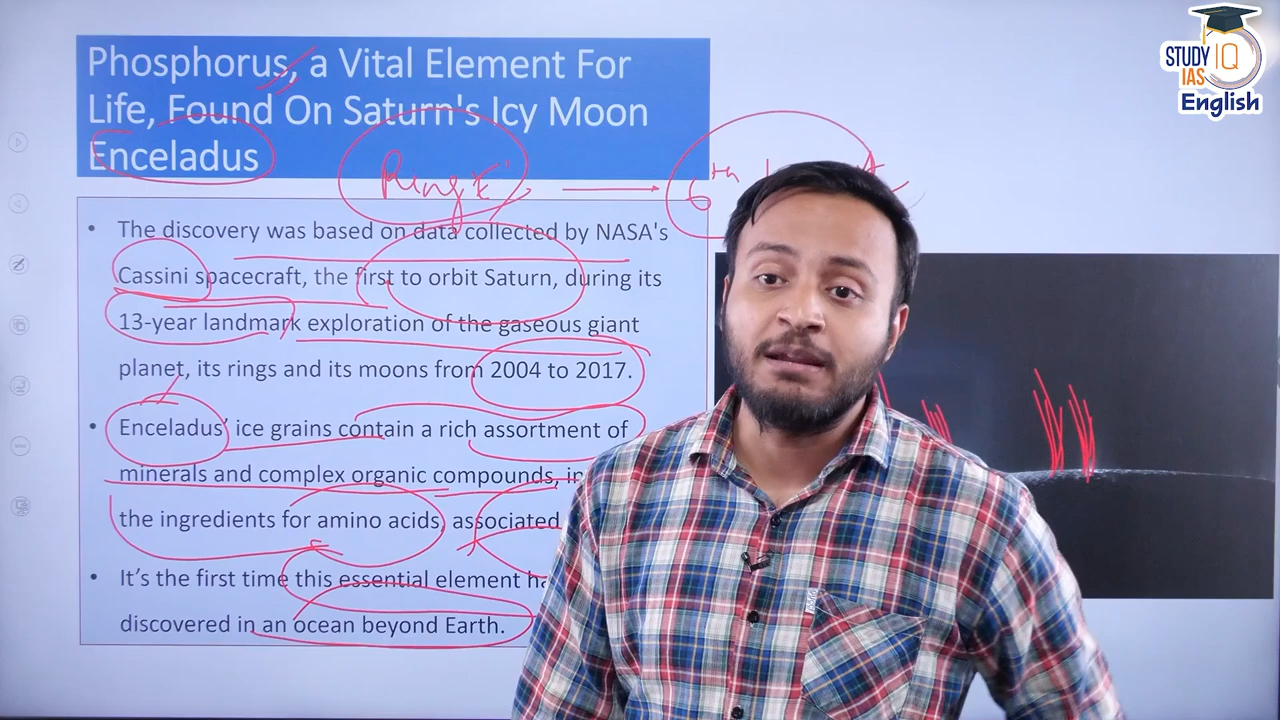 Phosphorus, a Vital Element For
Life, Found On Saturn's Icy Moon
Enceladus
STUDY IQ
IAS
English
Ring "E"
6th
• The discovery was based on data collected by NASA's
Cassini spacecraft, the first to orbit Saturn, during its
13-year landmark exploration of the gaseous giant
planet, its rings and its moons from 2004 to 2017.
• Enceladus' ice grains contain a rich assortment of
minerals and complex organic compounds,
the ingredients for amino acids, associated
• It's the first time this essential element
discovered in an ocean beyond Earth.